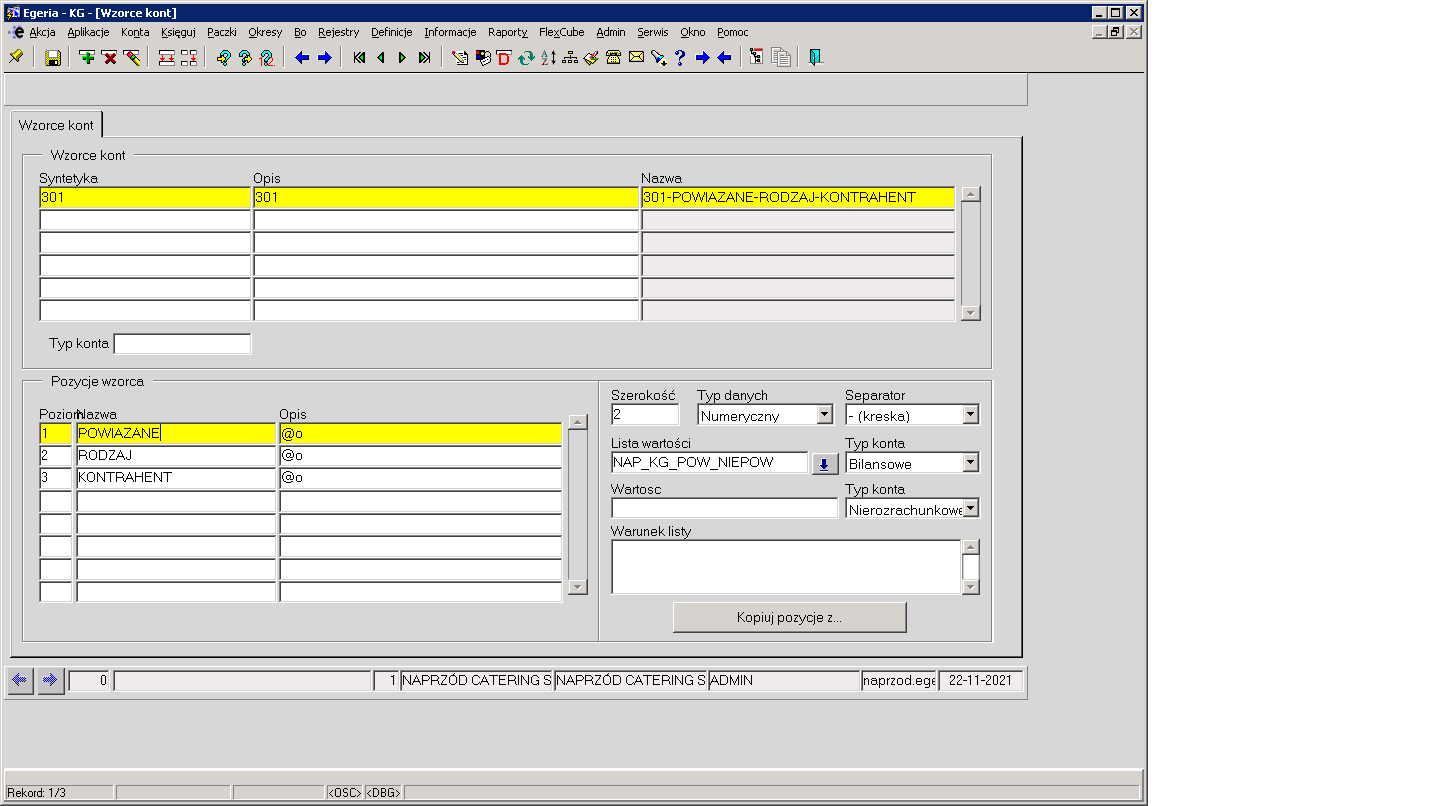 Egeria - KG - [Wzorce kont]
Akcja Aplikacje Konta Księguj Paczki Okresy Bo Rejestry Definicje Informacje Raporty FlexCube Admin Serwis Okno Pomoc
Wzorce kont
Wzorce kont
Syntetyka Opis Nazwa
301 301 301-POWIAZANE-RODZAJ-KONTRAHENT
Typ konta
Pozycje wzorca
Poziom Nazwa Opis
1 POWIAZANE @o
2 RODZAJ @o
3 KONTRAHENT @o
Szerokość Typ danych Separator
2 Numeryczny - (kreska)
Lista wartości Typ konta
NAP_KG_POW_NIEPOW Bilansowe
Wartosc Typ konta
Nierozrachunkowe
Warunek listy
Kopiuj pozycje z...
0 1 NAPRZÓD CATERING S NAPRZÓD CATERING S ADMIN naprzod.ege 22-11-2021
Rekord: 1/3 <OSC> <DBG>